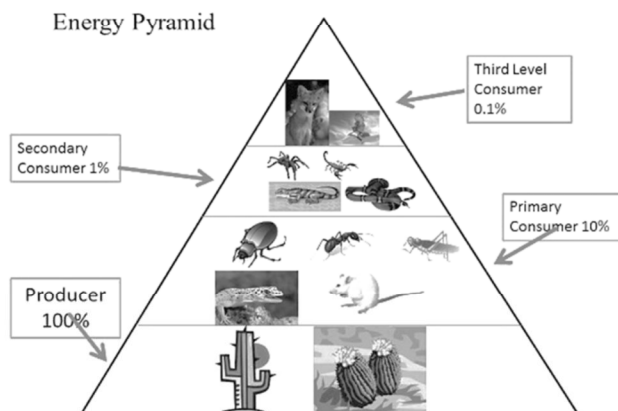 Energy Pyramid
Third Level
Consumer
0.1%
Secondary
Consumer 1%
Primary
Consumer 10%
Producer
100%